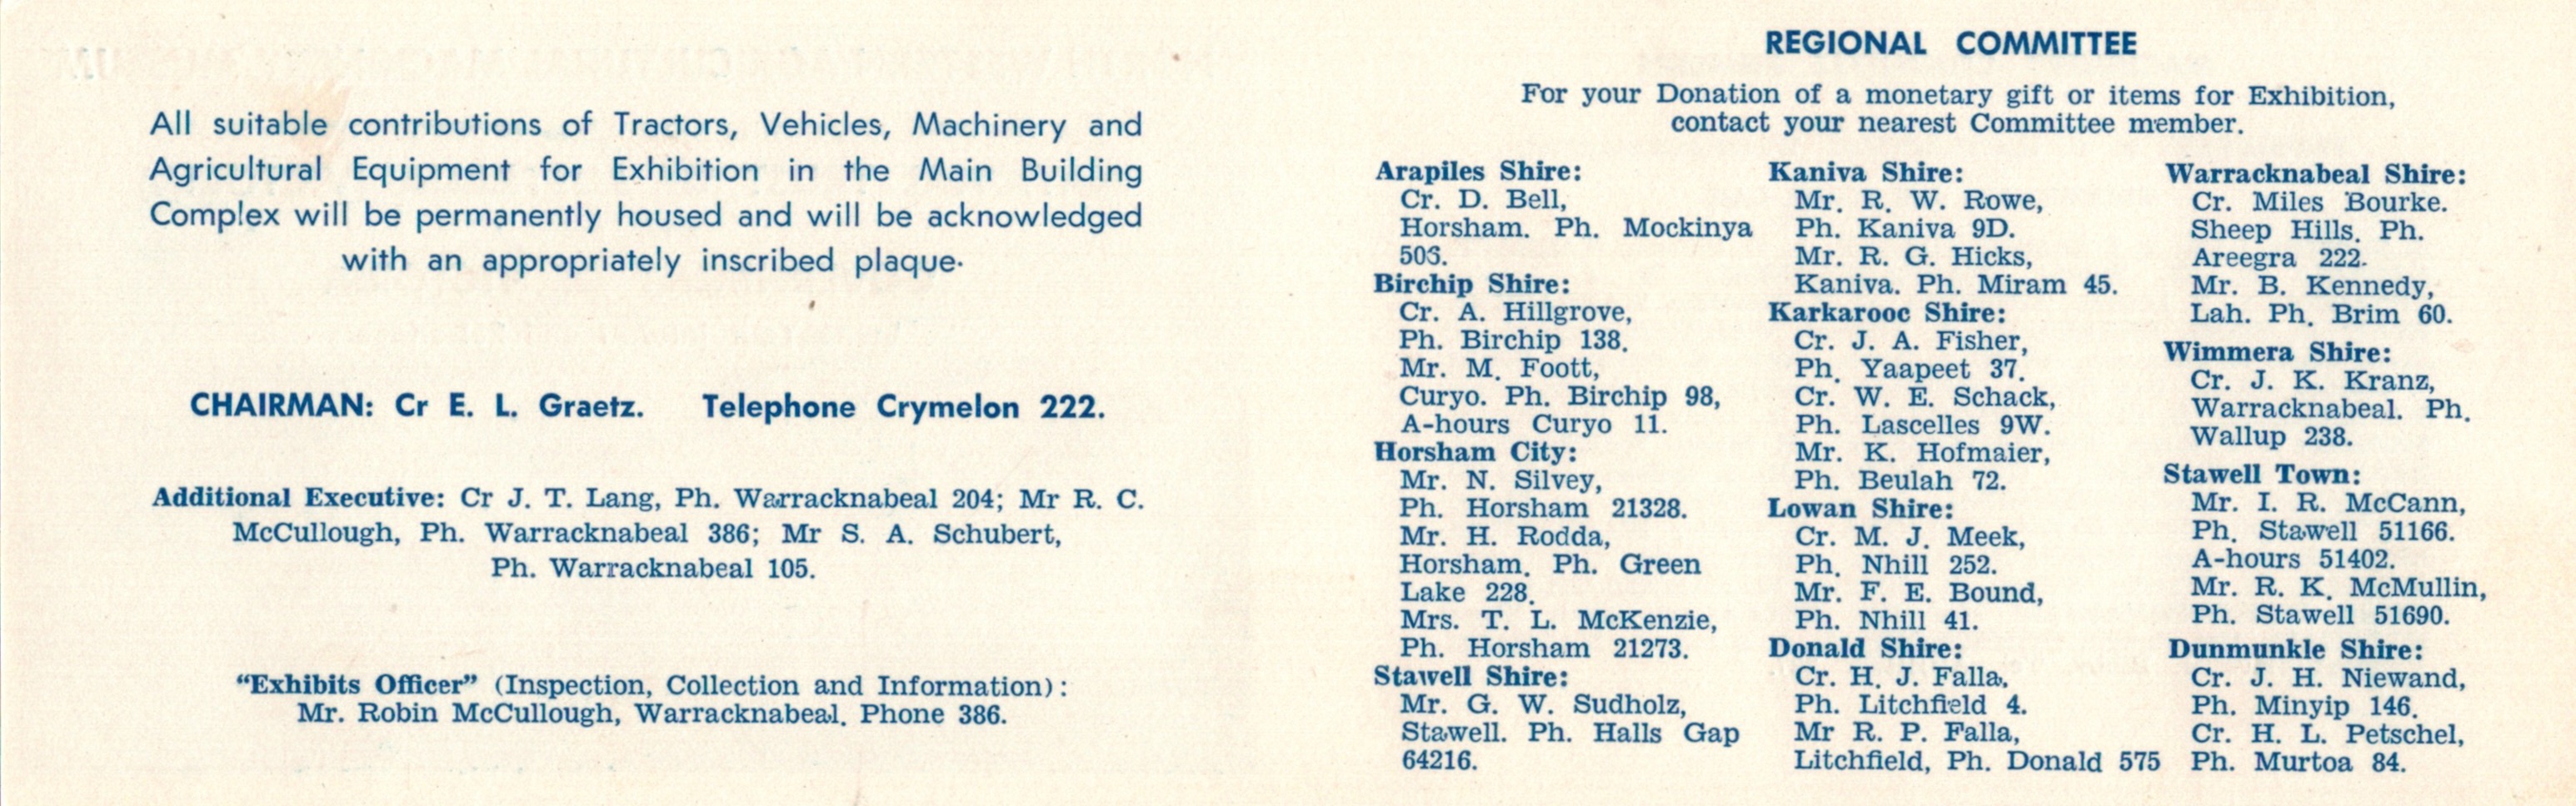 All suitable contributions of Tractors, Vehicles, Machinery and
Agricultural Equipment for Exhibition in the Main Building
Complex will be permanently housed and will be acknowledged
with an appropriately inscribed plaque.
CHAIRMAN: Cr E. L. Graetz. Telephone Crymelon 222.
Additional Executive: Cr J. T. Lang, Ph. Warracknabeal 204; Mr R. C.
McCullough, Ph. Warracknabeal 386; Mr S. A. Schubert,
Ph. Warracknabeal 105.
"Exhibits Officer" (Inspection, Collection and Information):
Mr. Robin McCullough, Warracknabeal. Phone 386.
REGIONAL COMMITTEE
For your Donation of a monetary gift or items for Exhibition,
contact your nearest Committee member.
Arapiles Shire:
Cr. D. Bell,
Horsham. Ph. Mockinya
503.
Birchip Shire:
Cr. A. Hillgrove,
Ph. Birchip 138.
Mr. M. Foott,
Curyo. Ph. Birchip 98,
A-hours Curyo 11.
Horsham City:
Mr. N. Silvey,
Ph. Horsham 21328.
Mr. H. Rodda,
Horsham. Ph. Green
Lake 228.
Mrs. T. L. McKenzie,
Ph. Horsham 21273.
Stawell Shire:
Mr. G. W. Sudholz,
Stawell. Ph. Halls Gap
64216.
Kaniva Shire:
Mr. R. W. Rowe,
Ph. Kaniva 9D.
Mr. R. G. Hicks,
Kaniva. Ph. Miram 45.
Karkarooc Shire:
Cr. J. A. Fisher,
Ph. Yaapeet 37.
Cr. W. E. Schack,
Ph. Lascelles 9W.
Mr. K. Hofmaier,
Ph. Beulah 72.
Lowan Shire:
Cr. M. J. Meek,
Ph. Nhill 252.
Mr. F. E. Bound,
Ph. Nhill 41.
Donald Shire:
Cr. H. J. Falla,
Ph. Litchfield 4.
Mr R. P. Falla,
Litchfield, Ph. Donald 575
Warracknabeal Shire:
Cr. Miles Bourke.
Sheep Hills. Ph.
Areegra 222.
Mr. B. Kennedy,
Lah. Ph. Brim 60.
Wimmera Shire:
Cr. J. K. Kranz,
Warracknabeal. Ph.
Wallup 238.
Stawell Town:
Mr. I. R. McCann,
Ph. Stawell 51166.
A-hours 51402.
Mr. R. K. McMullin,
Ph. Stawell 51690.
Dunmunkle Shire:
Cr. J. H. Niewand,
Ph. Minyip 146.
Cr. H. L. Petschel,
Ph. Murtoa 84.